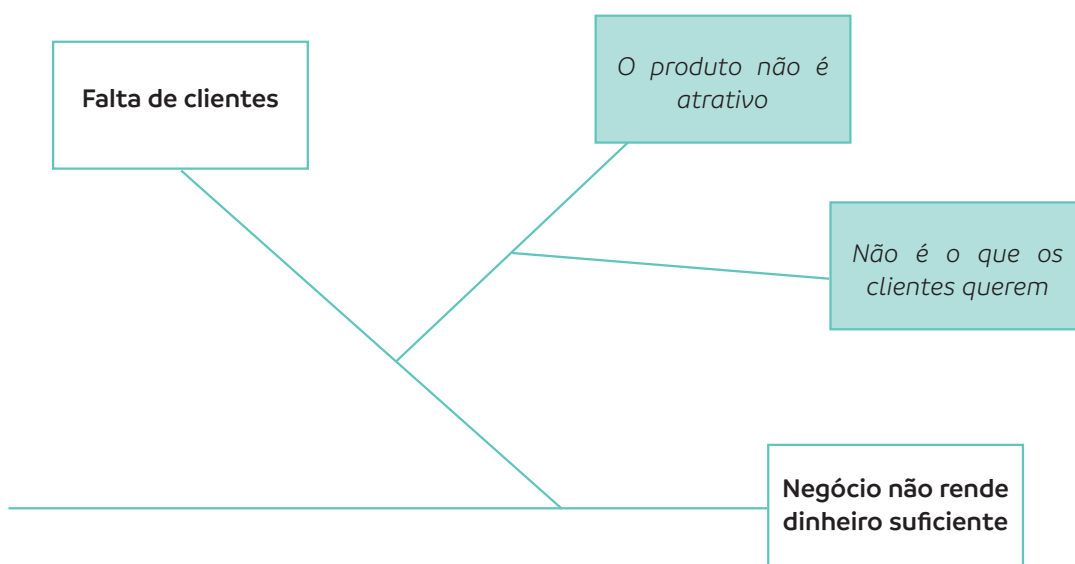 Falta de clientes
O produto não é
atrativo
Não é o que os
clientes querem
Negócio não rende
dinheiro suficiente